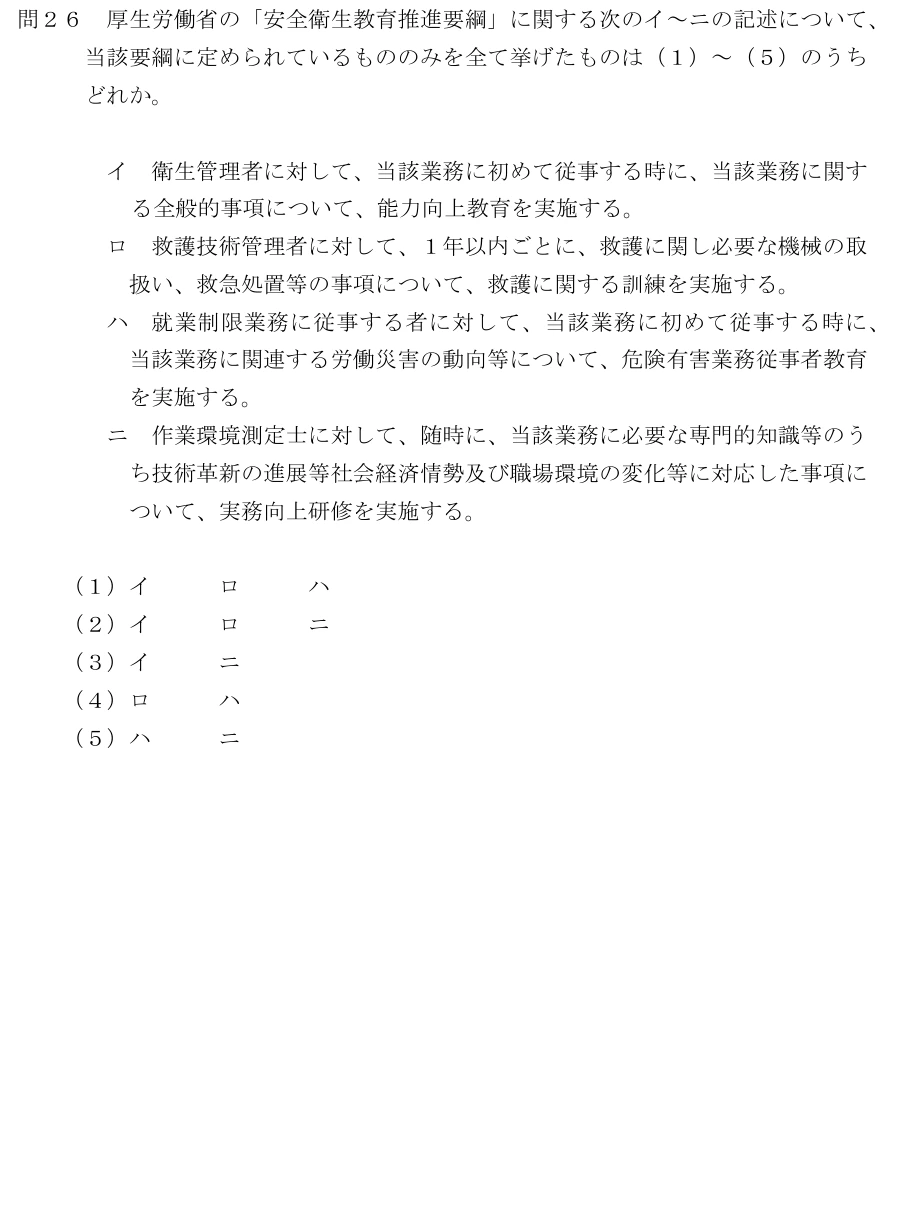 問２６　厚生労働省の「安全衛生教育推進要綱」に関する次のイ～ニの記述について、
当該要綱に定められているもののみを全て挙げたものは（１）～（５）のうち
どれか。
イ　衛生管理者に対して、当該業務に初めて従事する時に、当該業務に関す
る全般的事項について、能力向上教育を実施する。
ロ　救護技術管理者に対して、１年以内ごとに、救護に関し必要な機械の取
扱い、救急処置等の事項について、救護に関する訓練を実施する。
ハ　就業制限業務に従事する者に対して、当該業務に初めて従事する時に、
当該業務に関連する労働災害の動向等について、危険有害業務従事者教育
を実施する。
ニ　作業環境測定士に対して、随時に、当該業務に必要な専門的知識等のう
ち技術革新の進展等社会経済情勢及び職場環境の変化等に対応した事項に
ついて、実務向上研修を実施する。
（１）イ　　　ロ　　　ハ
（２）イ　　　ロ　　　ニ
（３）イ　　　ニ
（４）ロ　　　ハ
（５）ハ　　　ニ